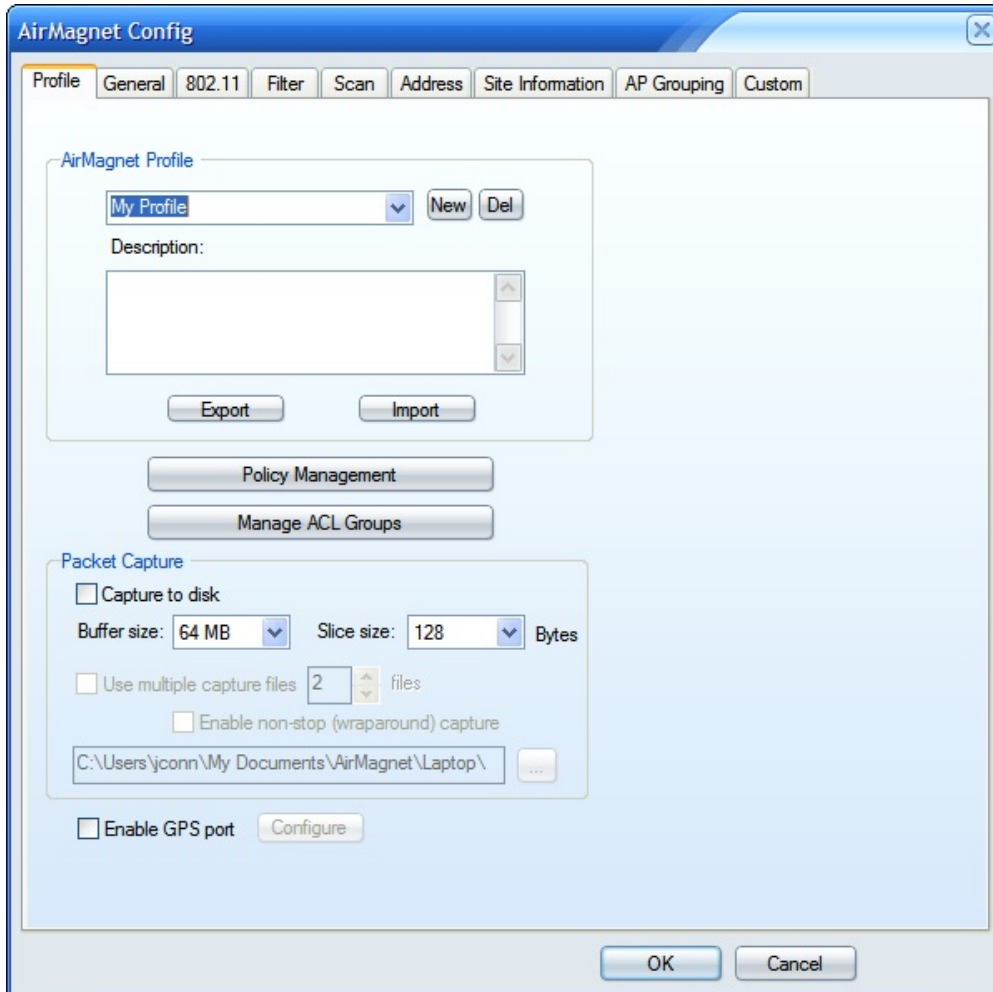 AirMagnet Config
Profile General 802.11 Filter Scan Address Site Information AP Grouping Custom
AirMagnet Profile
My Profile New Del
Description:
Export Import
Policy Management
Manage ACL Groups
Packet Capture
Capture to disk
Buffer size: 64 MB Slice size: 128 Bytes
Use multiple capture files 2 files
Enable non-stop (wraparound) capture
C:\Users\jconn\My Documents\AirMagnet\Laptop\ ...
Enable GPS port Configure
OK Cancel